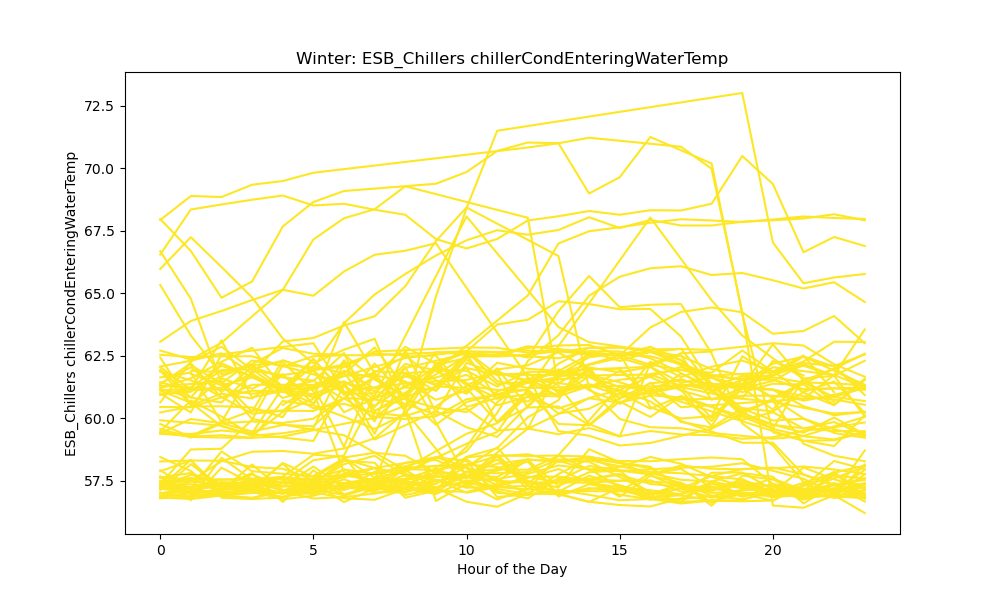 Winter: ESB_Chillers chillerCondEnteringWaterTemp
ESB_Chillers chillerCondEnteringWaterTemp
72.5
70.0
67.5
65.0
62.5
60.0
57.5
0 5 10 15 20
Hour of the Day